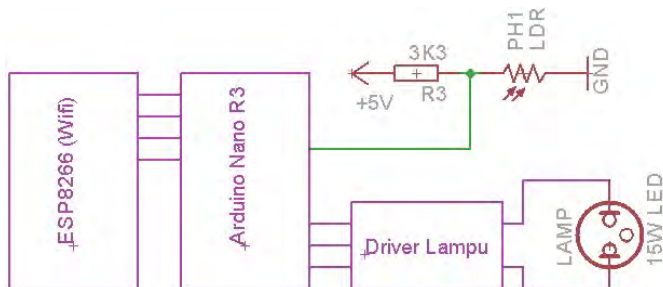 ESP8266 (Wifi)
Arduino Nano R3
3K3
R3
+5V
PH1
LDR
GND
Driver Lampu
LAMP
15W LED